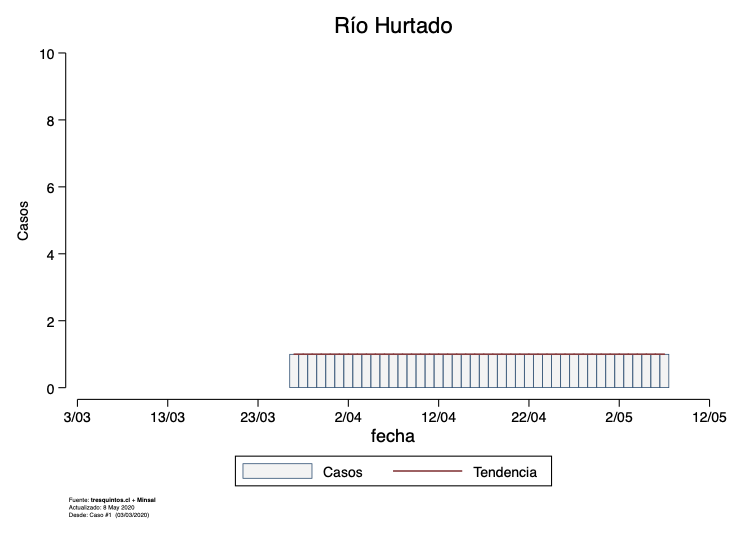 Río Hurtado
10
8
6
4
2
0
Casos
3/03 13/03 23/03 2/04 12/04 22/04 2/05 12/05
fecha
Casos Tendencia
Fuente: tresquintos.cl + Minsal
Actualizado: 8 May 2020
Desde: Caso #1 (03/03/2020)